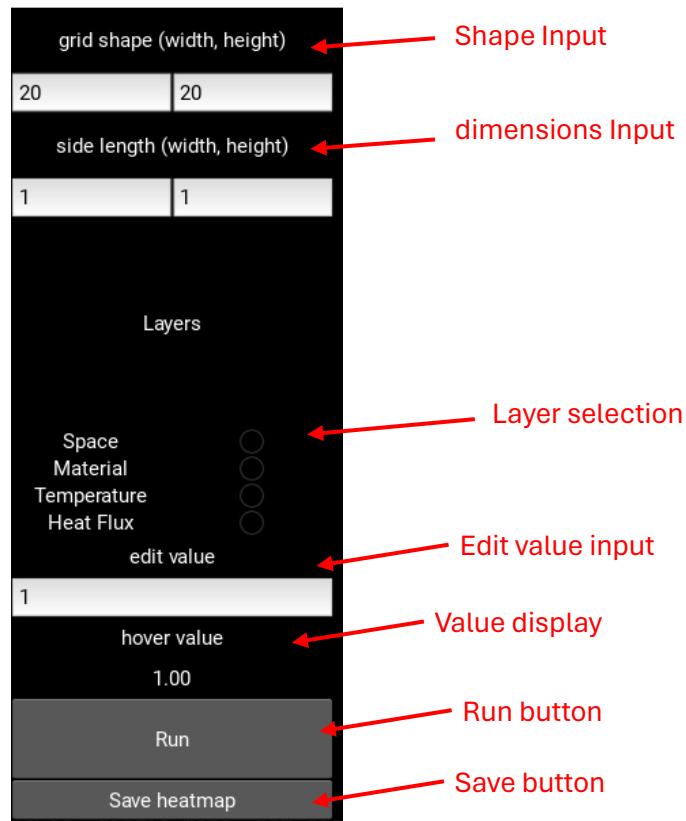 grid shape (width, height)
Shape Input
20
20
dimensions Input
side length (width, height)
1
1
Layers
Layer selection
Space
Material
Temperature
Heat Flux
edit value
Edit value input
1
Value display
hover value
1.00
Run button
Run
Save button
Save heatmap